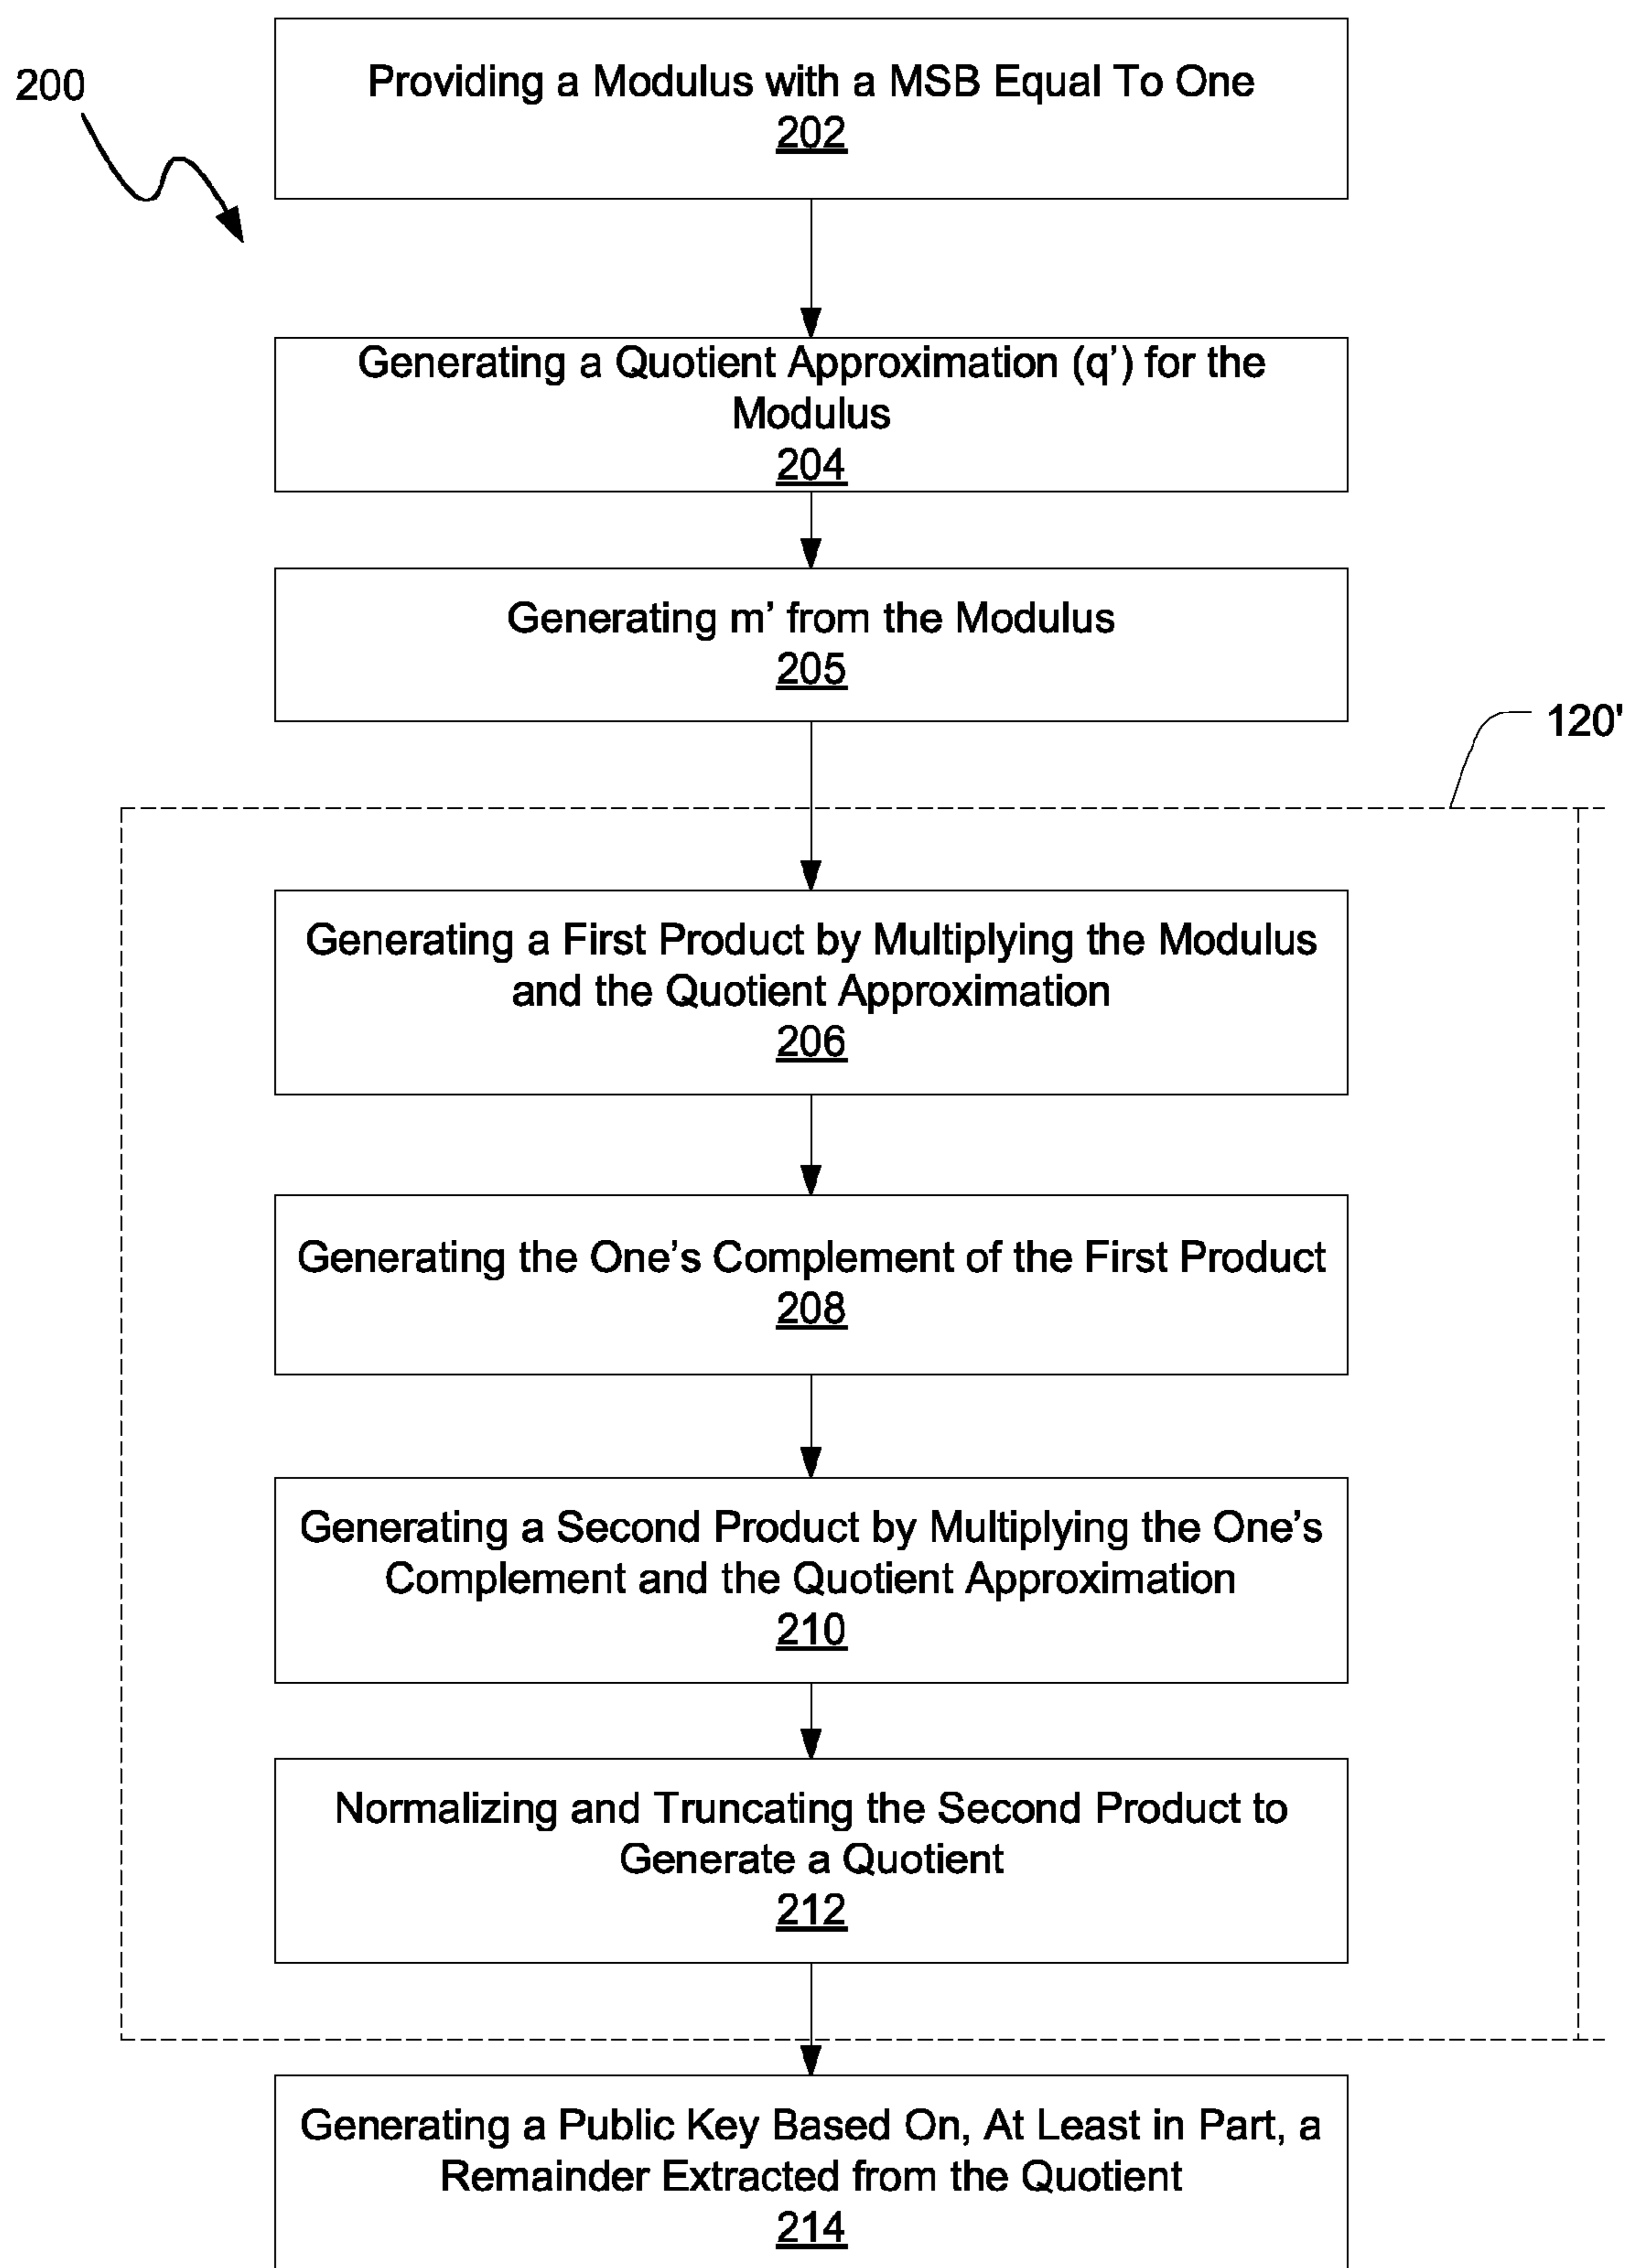 200
Providing a Modulus with a MSB Equal To One
202
Generating a Quotient Approximation (q’) for the
Modulus
204
Generating m’ from the Modulus
205
120'
Generating a First Product by Multiplying the Modulus
and the Quotient Approximation
206
Generating the One’s Complement of the First Product
208
Generating a Second Product by Multiplying the One’s
Complement and the Quotient Approximation
210
Normalizing and Truncating the Second Product to
Generate a Quotient
212
Generating a Public Key Based On, At Least in Part, a
Remainder Extracted from the Quotient
214